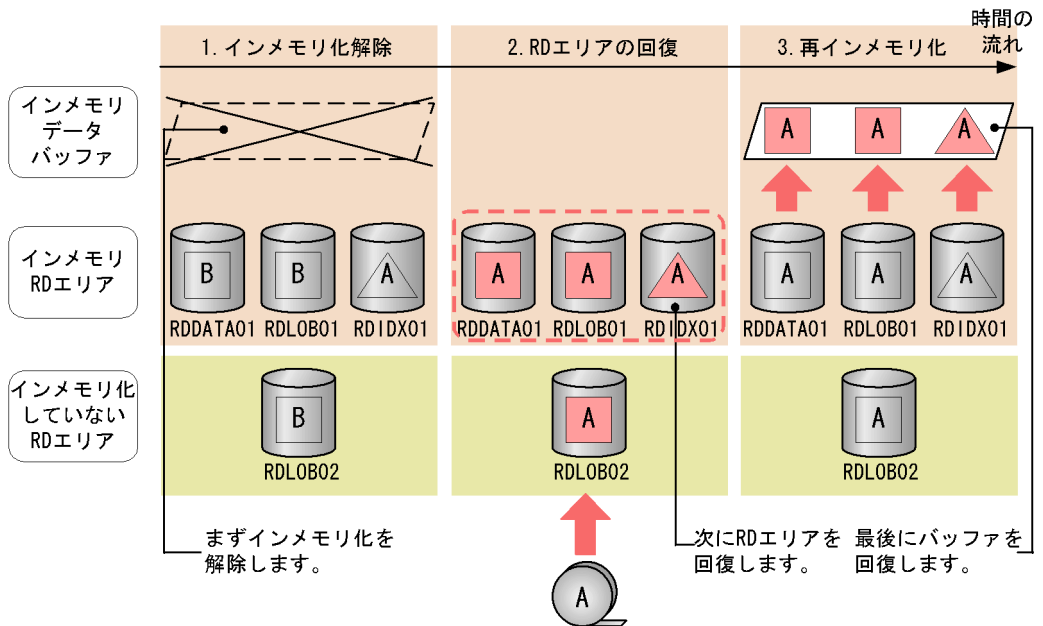 時間の
流れ
1.インメモリ化解除
2.RDエリアの回復
3.再インメモリ化
インメモリ
データ
バッファ
A
A
A
インメモリ
RDエリア
B
B
A
A
A
A
A
A
A
RDDATA01
RDLOB01
RDIDX01
RDDATA01
RDLOB01
RDIDX01
RDDATA01
RDLOB01
RDIDX01
インメモリ化
していない
RDエリア
B
A
A
RDLOB02
RDLOB02
RDLOB02
まずインメモリ化を
解除します。
次にRDエリアを
回復します。
最後にバッファを
回復します。
A